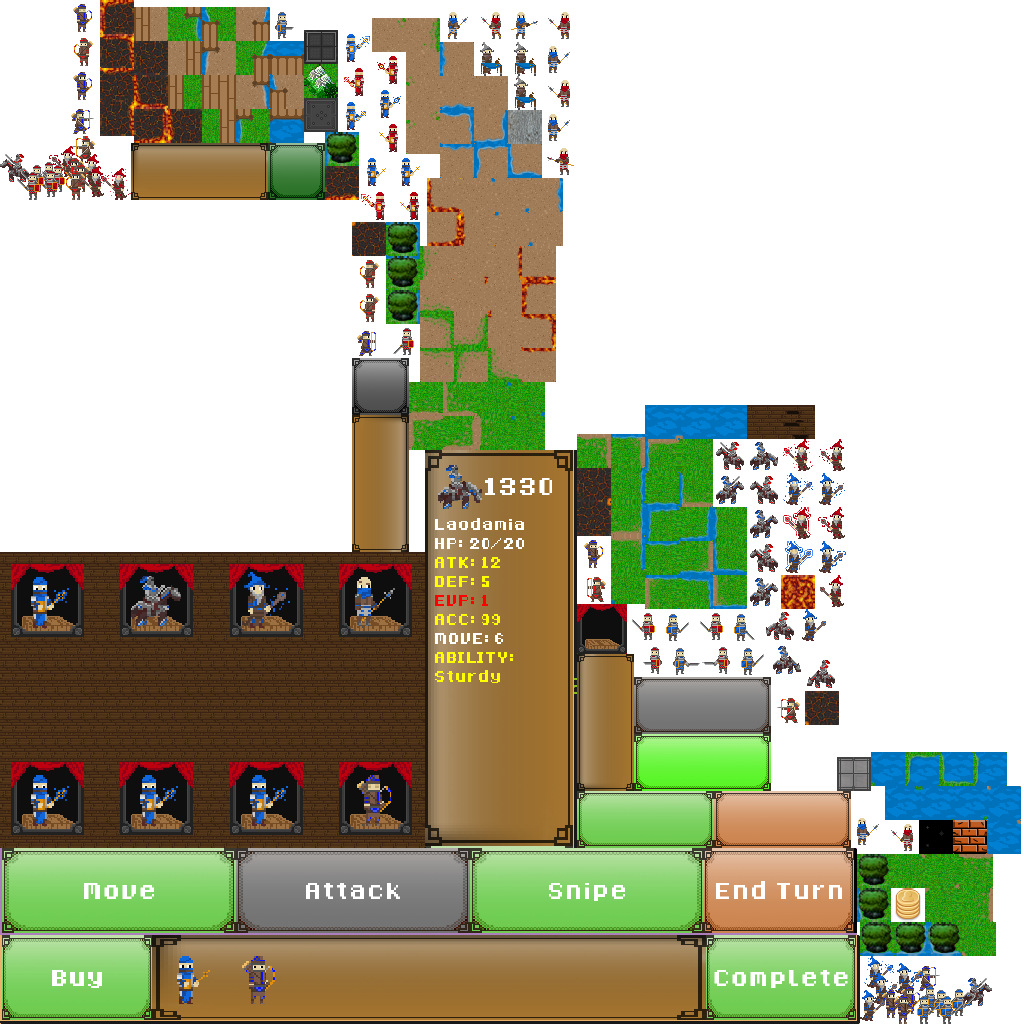 1330
Laodamia
HP: 20/20
ATK: 12
DEF: 5
EVP: 1
ACC: 99
MOVE: 6
ABILITY:
Sturdy
Move
Attack
Snipe
End Turn
Buy
Complete